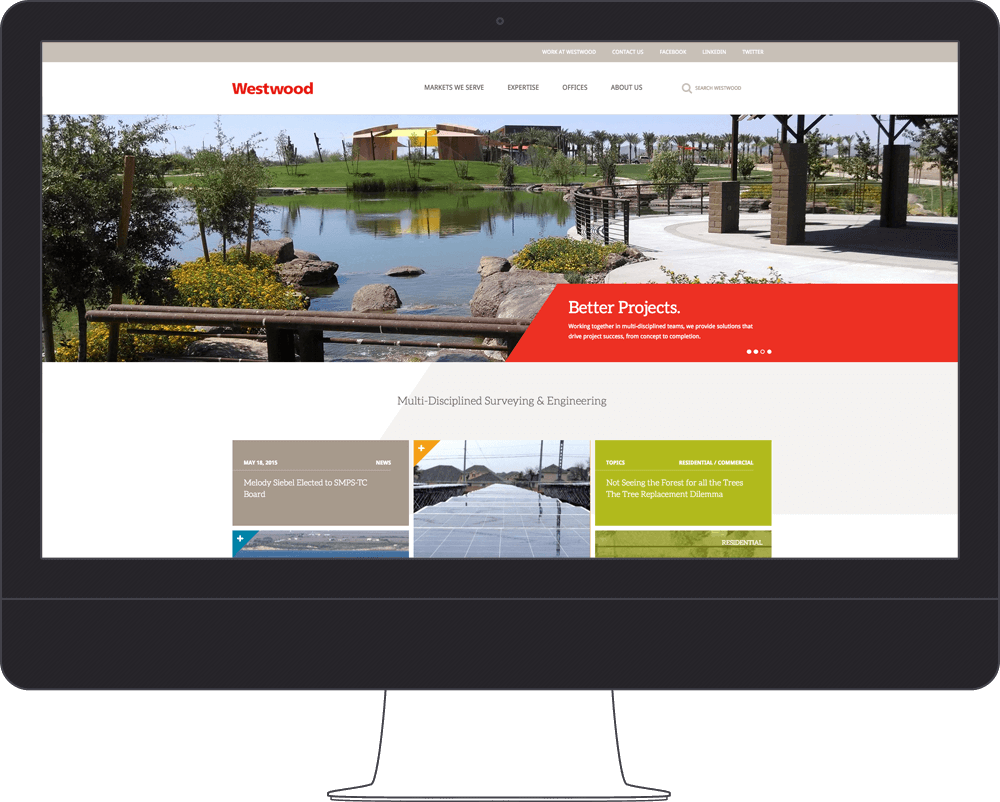 WORK AT WESTWOOD CONTACT US FACEBOOK LINKEDIN TWITTER
Westwood MARKETS WE SERVE EXPERTISE OFFICES ABOUT US SEARCH WESTWOOD
Better Projects.
Working together in multi-disciplined teams, we provide solutions that
drive project success, from concept to completion.
Multi-Disciplined Surveying & Engineering
MAY 18, 2015 NEWS
Melody Siebel Elected to SMPS-TC
Board
TOPICS RESIDENTIAL / COMMERCIAL
Not Seeing the Forest for all the Trees
The Tree Replacement Dilemma
RESIDENTIAL